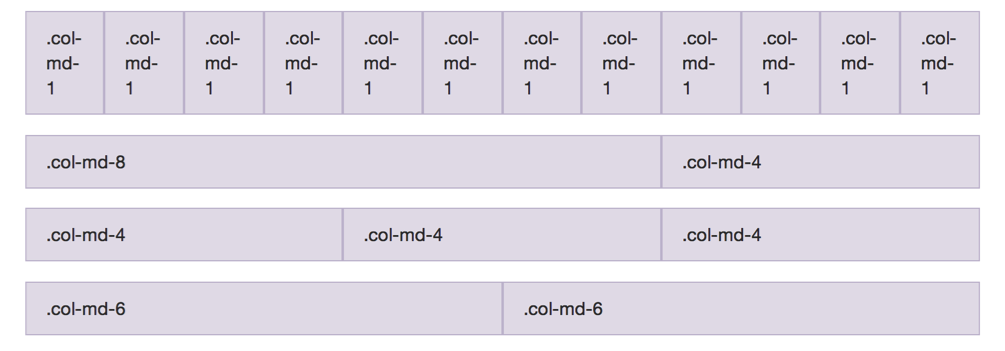 .col- .col- .col- .col- .col- .col- .col- .col- .col- .col- .col- .col-
md- md- md- md- md- md- md- md- md- md- md- md-
1 1 1 1 1 1 1 1 1 1 1 1
.col-md-8 .col-md-4
.col-md-4 .col-md-4 .col-md-4
.col-md-6 .col-md-6